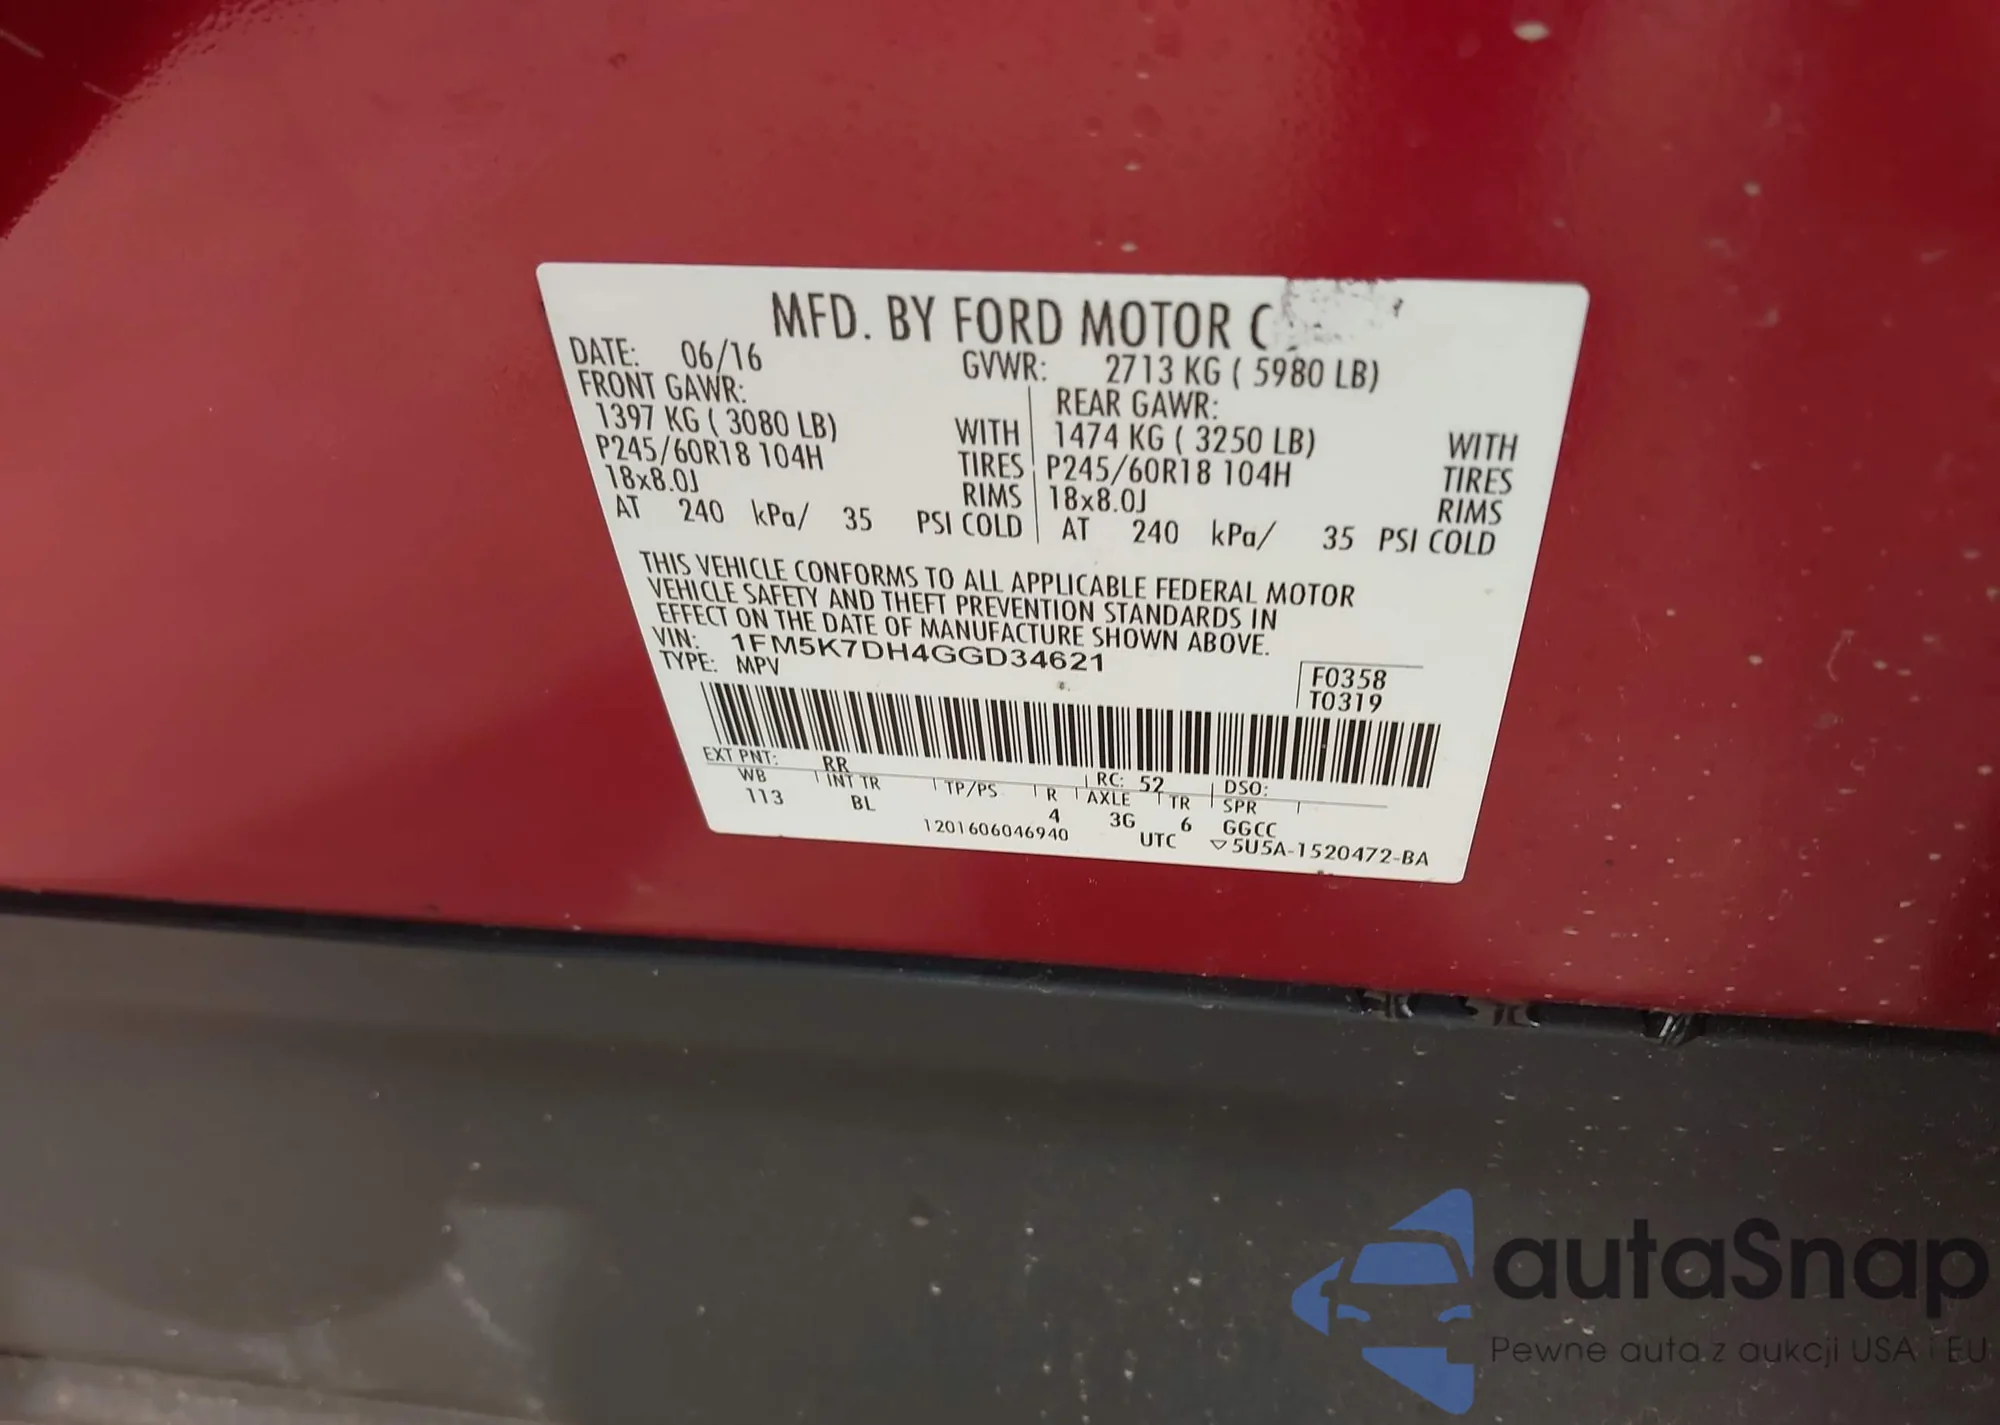 MFD. BY FORD MOTOR C
DATE: 06/16 GVWR: 2713 KG ( 5980 LB)
FRONT GAWR: REAR GAWR:
1397 KG ( 3080 LB) WITH 1474 KG ( 3250 LB) WITH
P245/60R18 104H TIRES P245/60R18 104H TIRES
18x8.0J RIMS 18x8.0J RIMS
AT 240 kPa/ 35 PSI COLD AT 240 kPa/ 35 PSI COLD
THIS VEHICLE CONFORMS TO ALL APPLICABLE FEDERAL MOTOR
VEHICLE SAFETY AND THEFT PREVENTION STANDARDS IN
EFFECT ON THE DATE OF MANUFACTURE SHOWN ABOVE.
VIN: 1FM5K7DH4GGD34621
TYPE: MPV
F0358
T0319
EXT PNT: RR RC: 52 DSO:
WB INT TR TP/PS R AXLE TR SPR
113 BL 4 3G 6 GGCC
1201606046940 UTC ▽5U5A-1520472-BA
autaSnap
Pewne auta z aukcji USA i EU